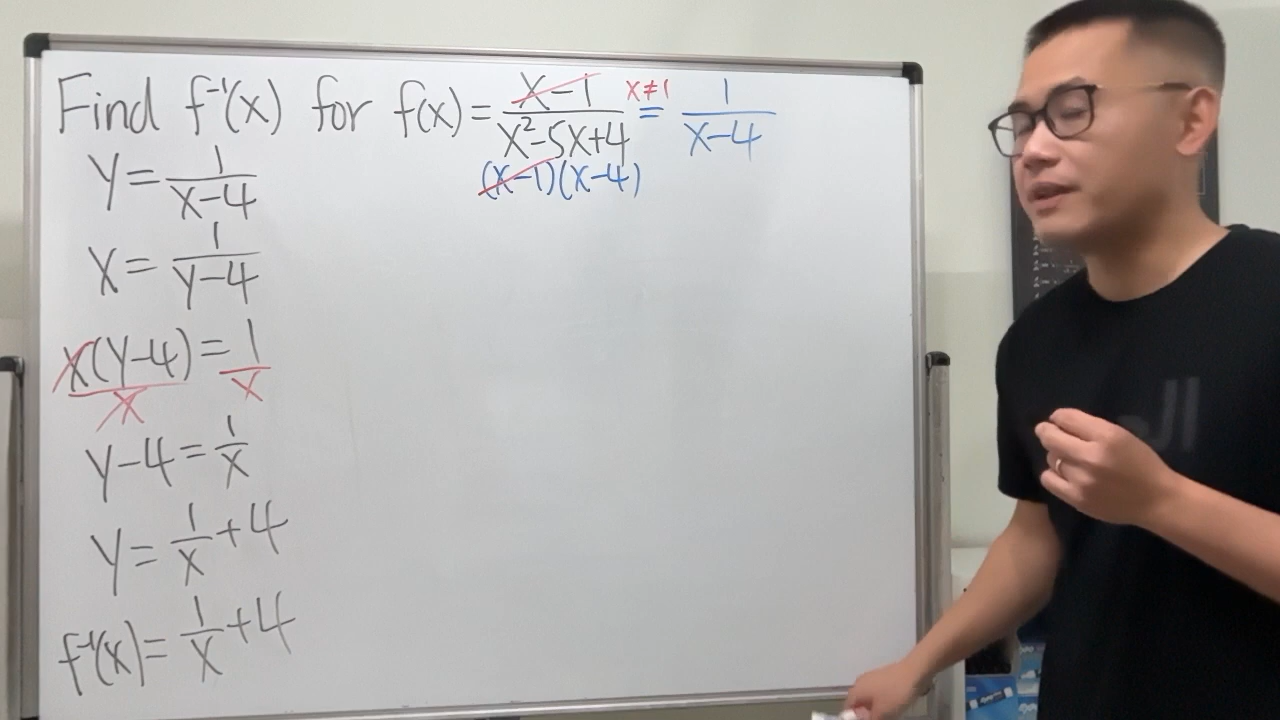 Find f⁻¹(x) for f(x) = (x-1)/(x²-5x+4) = 1/(x-4)
x≠1
(x-1)(x-4)
y = 1/(x-4)
x = 1/(y-4)
x(y-4)/x = 1/x
y-4 = 1/x
y = 1/x + 4
f⁻¹(x) = 1/x + 4